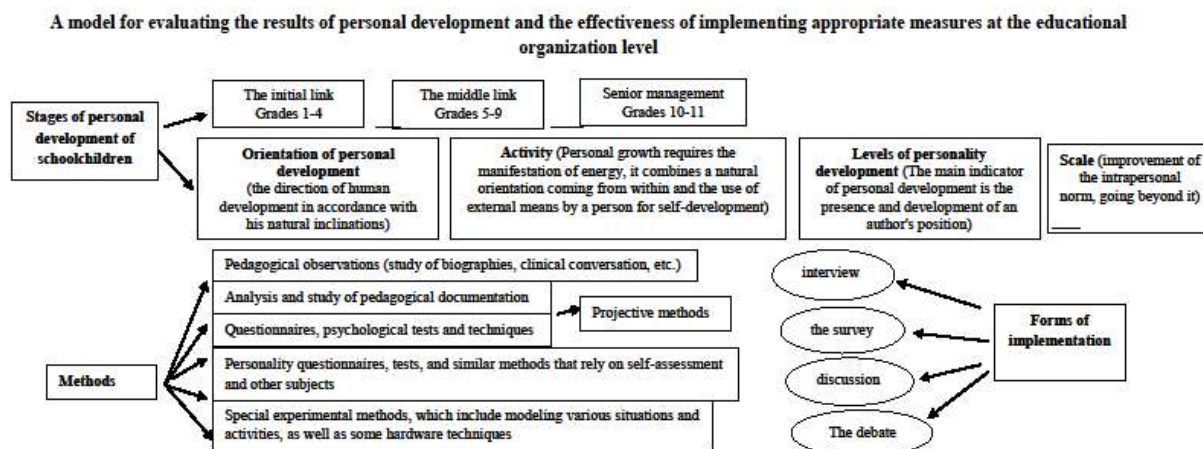 A model for evaluating the results of personal development and the effectiveness of implementing appropriate measures at the educational
organization level
Stages of personal
development of
schoolchildren
The initial link
Grades 1-4
The middle link
Grades 5-9
Senior management
Grades 10-11
Orientation of personal
development
(the direction of human
development in accordance with
his natural inclinations)
Activity (Personal growth requires the
manifestation of energy, it combines a natural
orientation coming from within and the use of
external means by a person for self-development)
Levels of personality
development (The main indicator
of personal development is the
presence and development of an
author's position)
Scale (improvement of
the intrapersonal
norm, going beyond it)
Methods
Pedagogical observations (study of biographies, clinical conversation, etc.)
Analysis and study of pedagogical documentation
Questionnaires, psychological tests and techniques
Projective methods
Personality questionnaires, tests, and similar methods that rely on self-assessment
and other subjects
Special experimental methods, which include modeling various situations and
activities, as well as some hardware techniques
interview
the survey
discussion
The debate
Forms of
implementation